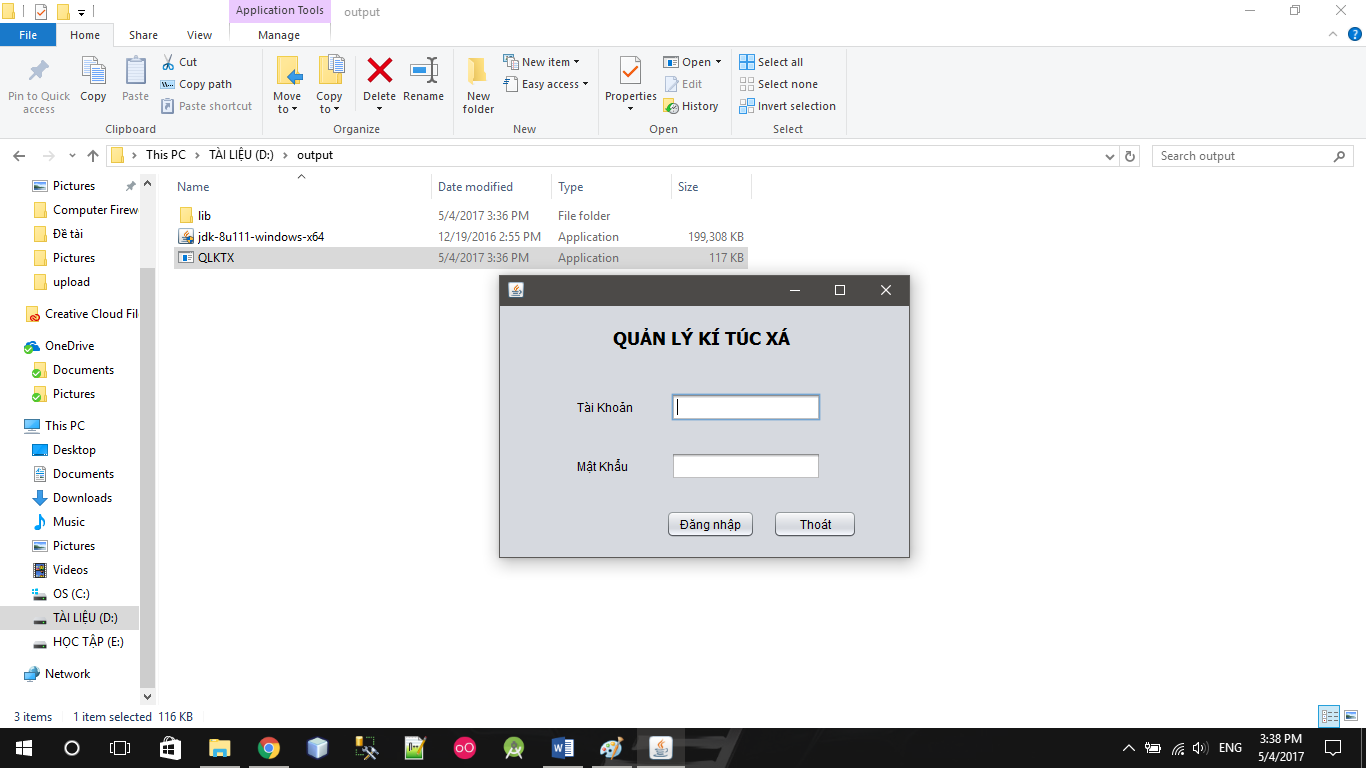 Application Tools
output
File
Home
Share
View
Manage
Pin to Quick access
Copy
Paste
Cut
Copy path
Paste shortcut
Clipboard
Move to
Copy to
Delete
Rename
Organize
New folder
New item
Easy access
New
Properties
Open
Edit
History
Open
Select all
Select none
Invert selection
Select
This PC > TÀI LIỆU (D:) > output
Search output
Name Date modified Type Size
lib 5/4/2017 3:36 PM File folder
jdk-8u111-windows-x64 12/19/2016 2:55 PM Application 199,308 KB
QLKTX 5/4/2017 3:36 PM Application 117 KB
Pictures
Computer Firew
Đề tài
Pictures
upload
Creative Cloud Fil
OneDrive
Documents
Pictures
This PC
Desktop
Documents
Downloads
Music
Pictures
Videos
OS (C:)
TÀI LIỆU (D:)
HỌC TẬP (E:)
Network
QUẢN LÝ KÍ TÚC XÁ
Tài Khoản
Mật Khẩu
Đăng nhập
Thoát
3 items 1 item selected 116 KB
ENG
3:38 PM
5/4/2017